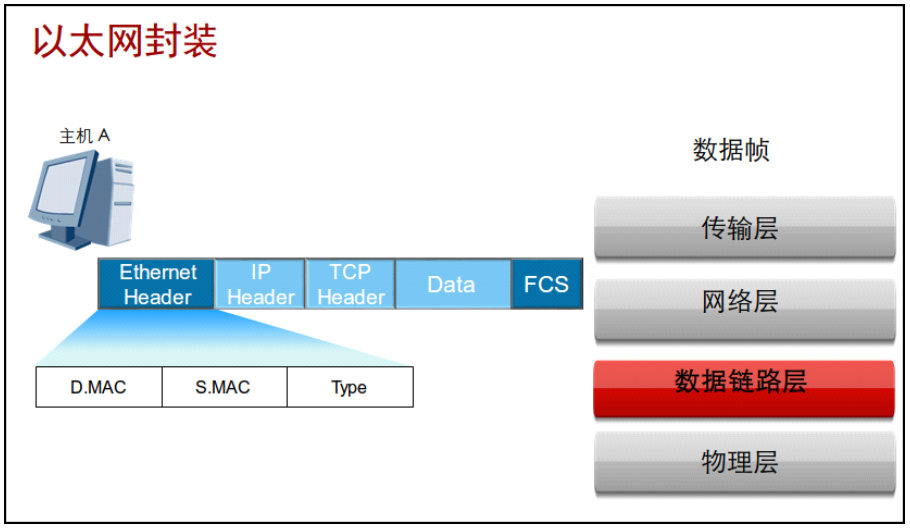 以太网封装
主机 A
数据帧
传输层
Ethernet Header
IP Header
TCP Header
Data
FCS
网络层
D.MAC
S.MAC
Type
数据链路层
物理层